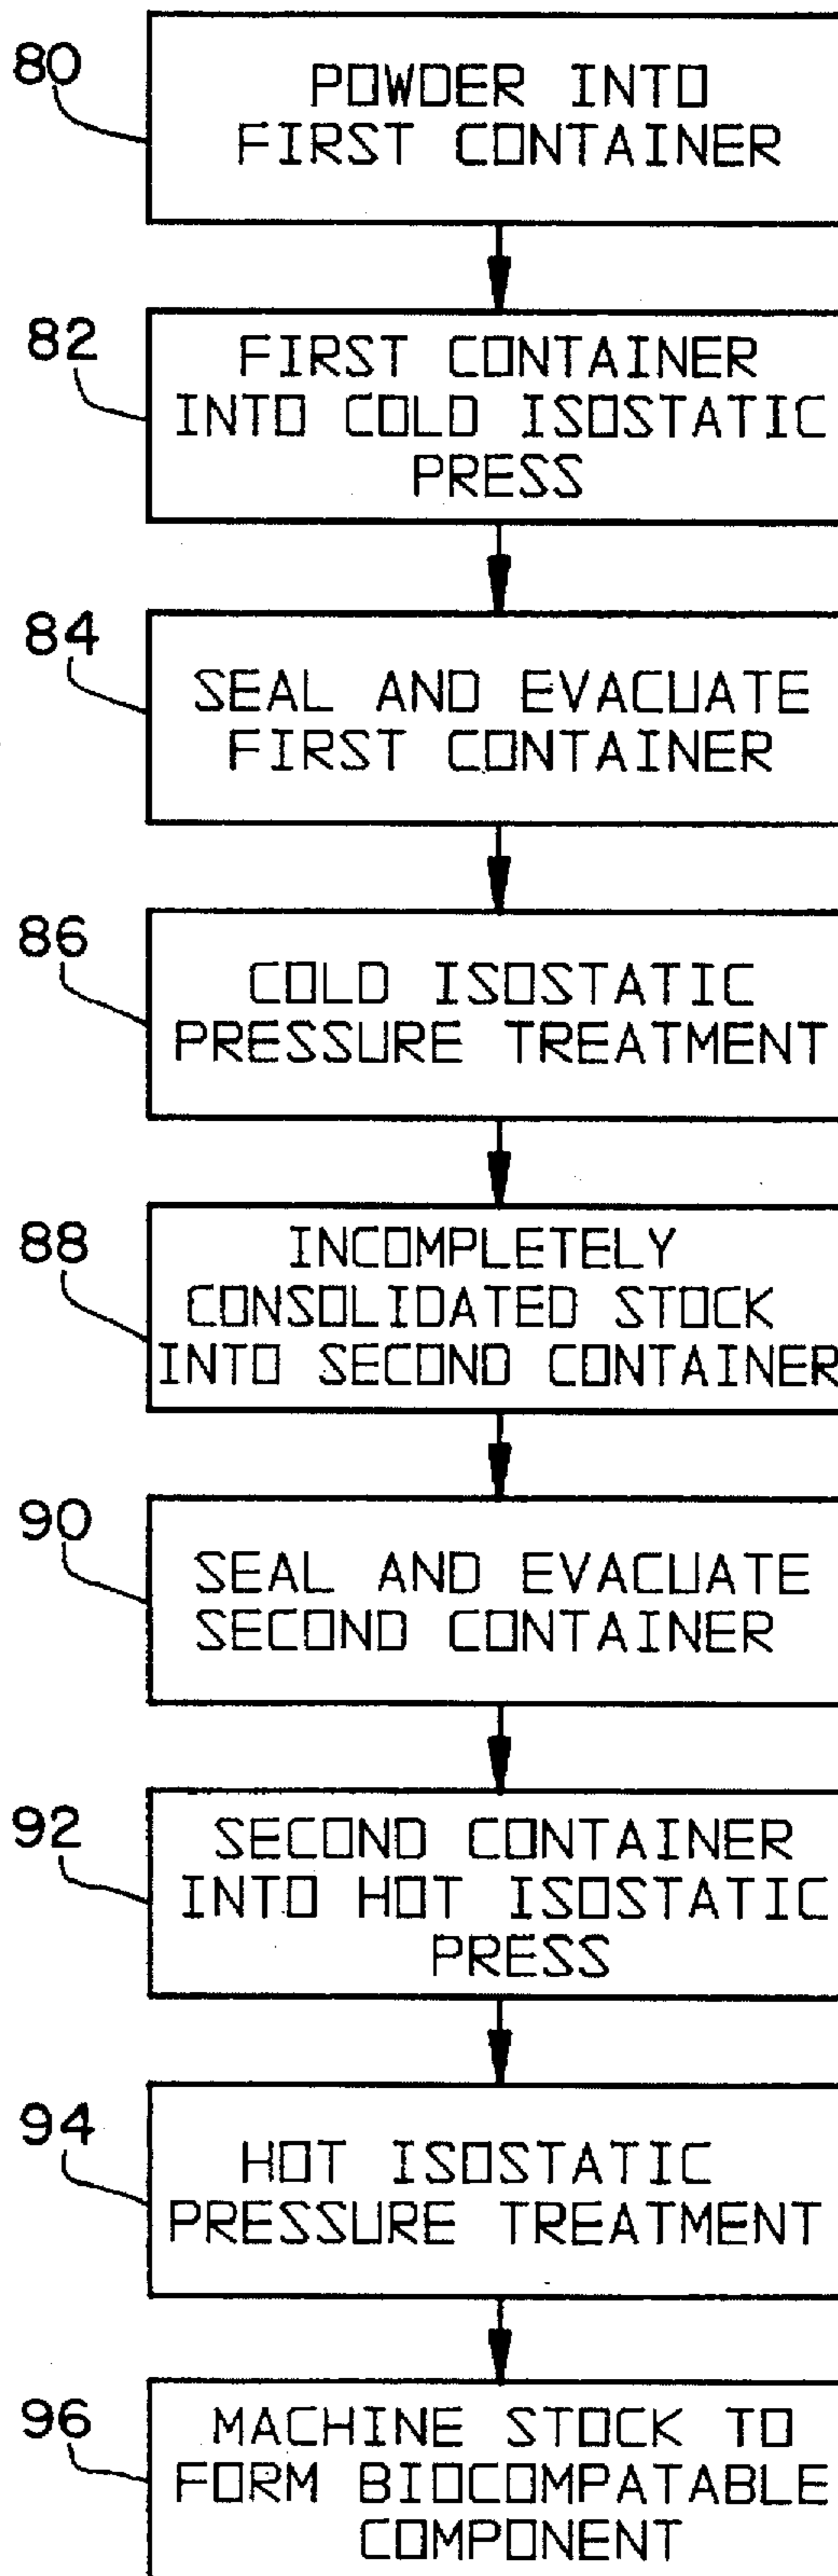 80
POWDER INTO
FIRST CONTAINER
82
FIRST CONTAINER
INTO COLD ISOSTATIC
PRESS
84
SEAL AND EVACUATE
FIRST CONTAINER
86
COLD ISOSTATIC
PRESSURE TREATMENT
88
INCOMPLETELY
CONSOLIDATED STOCK
INTO SECOND CONTAINER
90
SEAL AND EVACUATE
SECOND CONTAINER
92
SECOND CONTAINER
INTO HOT ISOSTATIC
PRESS
94
HOT ISOSTATIC
PRESSURE TREATMENT
96
MACHINE STOCK TO
FORM BIOCOMPATABLE
COMPONENT